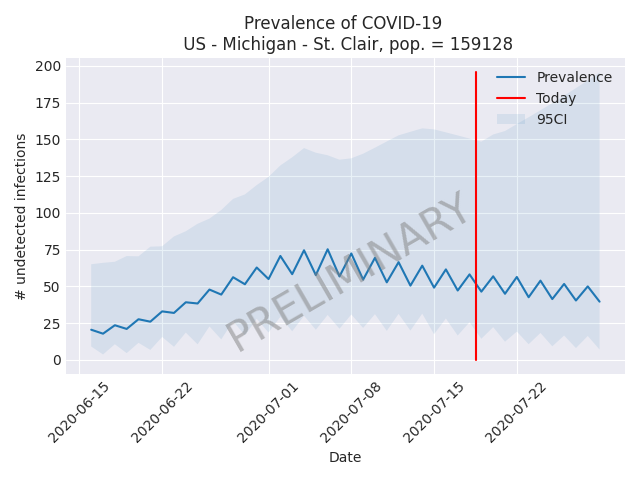 Prevalence of COVID-19
US - Michigan - St. Clair, pop. = 159128
200
175
150
125
100
75
50
25
0
# undetected infections
Prevalence
Today
95CI
PRELIMINARY
2020-06-15
2020-06-22
2020-07-01
2020-07-08
2020-07-15
2020-07-22
Date